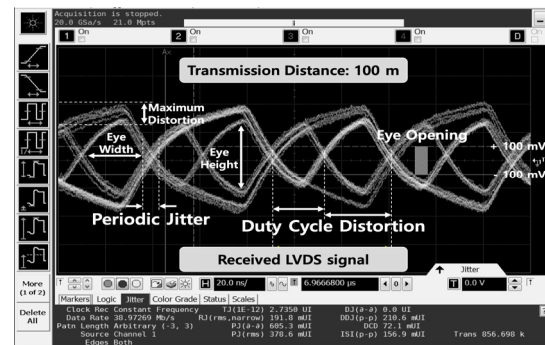 Acquisition is stopped.
20.0 GSa/s 21.0 Mpts
1 On 2 On 3 On 4 On D On
Transmission Distance: 100 m
Maximum
Distortion
Eye
Width
Eye
Height
Eye Opening
+ 100 mV
- 100 mV
Periodic Jitter
Duty Cycle Distortion
Received LVDS signal
Jitter
H 20.0 ns/ 6.9666800 µs 0 T 0.0 V
More
(1 of 2)
Delete
All
Markers Logic Jitter Color Grade Status Scales
Clock Rec Constant Frequency TJ(1E-12) 2.7350 UI DJ(∂-∂) 0.0 UI
Data Rate 38.97269 Mb/s RJ(rms,narrow) 191.8 mUI DDJ(p-p) 210.6 mUI
Patn Length Arbitrary (-3, 3) PJ(∂-∂) 605.3 mUI DCD 72.1 mUI
Source Channel 1 PJ(rms) 378.6 mUI ISI(p-p) 156.9 mUI Trans 856.698 k
Edges Both